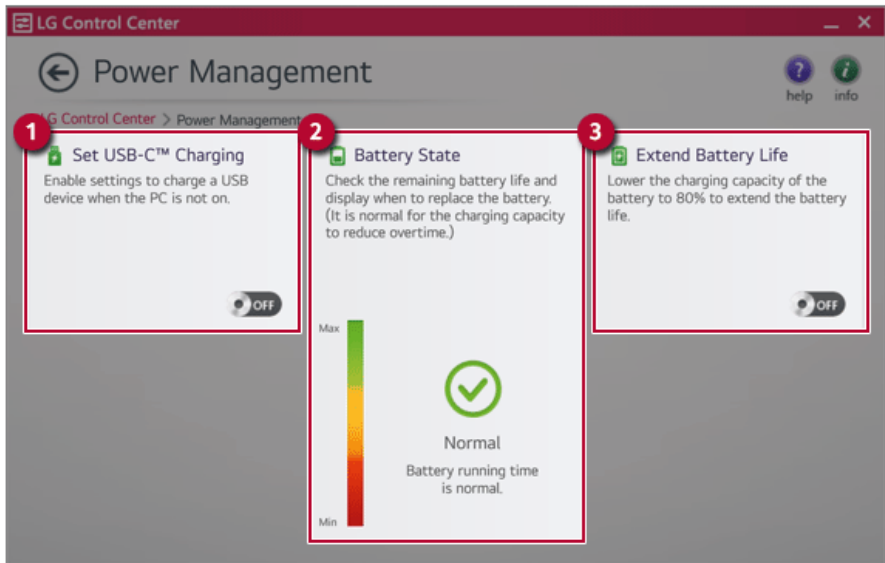 LG Control Center
Power Management
help
info
LG Control Center > Power Management
1
Set USB-C™ Charging
Enable settings to charge a USB
device when the PC is not on.
OFF
2
Battery State
Check the remaining battery life and
display when to replace the battery.
(It is normal for the charging capacity
to reduce overtime.)
Max
Normal
Battery running time
is normal.
Min
3
Extend Battery Life
Lower the charging capacity of the
battery to 80% to extend the battery
life.
OFF